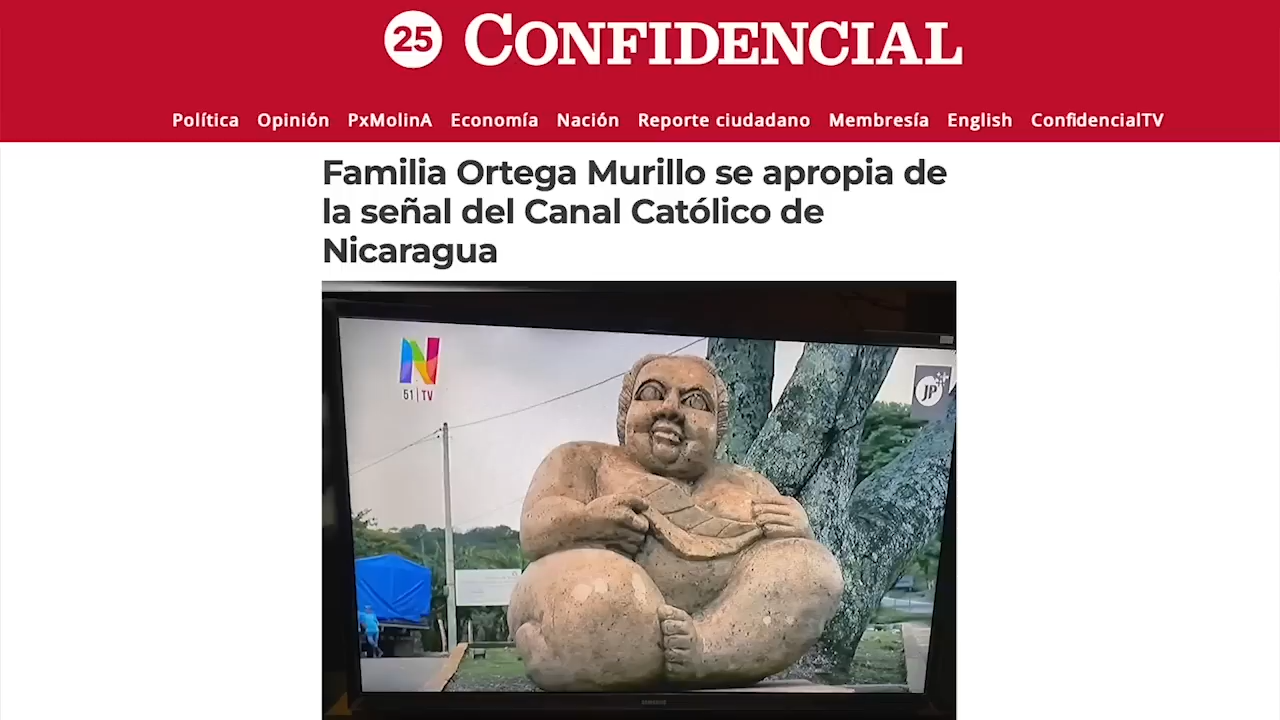 25 CONFIDENCIAL
Política Opinión PxMolinA Economía Nación Reporte ciudadano Membresía English ConfidencialTV
Familia Ortega Murillo se apropia de
la señal del Canal Católico de
Nicaragua
N
51 | TV
JP
SAMSUNG